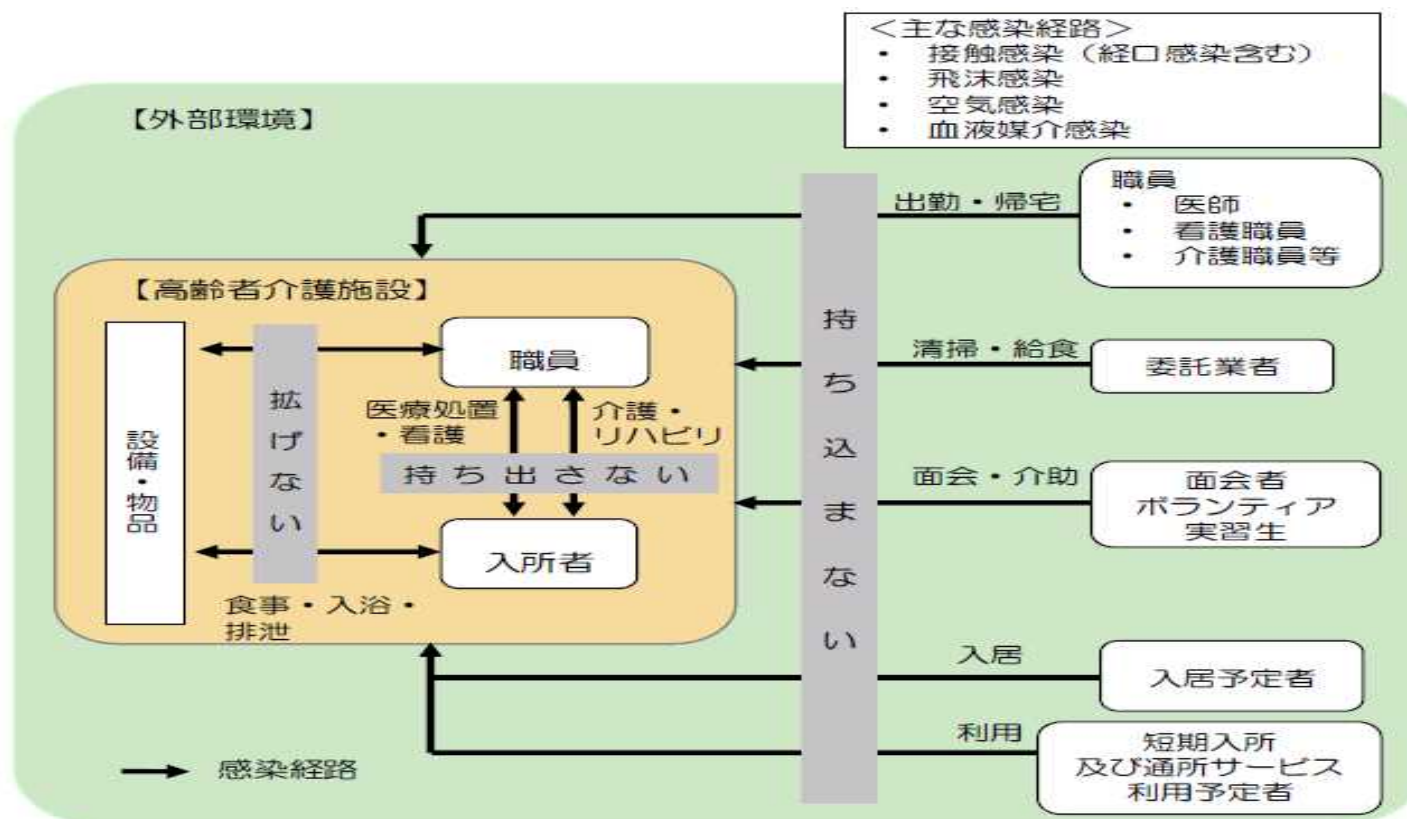 <主な感染経路>
・ 接触感染（経口感染含む）
・ 飛沫感染
・ 空気感染
・ 血液媒介感染
【外部環境】
職員
・ 医師
・ 看護職員
・ 介護職員等
出勤・帰宅
【高齢者介護施設】
持ち込まない
職員
清掃・給食
委託業者
拡げない
医療処置
・看護
介護・
リハビリ
設備・物品
持ち出さない
面会・介助
面会者
ボランティア
実習生
入所者
食事・入浴・
排泄
入居
入居予定者
利用
短期入所
及び通所サービス
利用予定者
感染経路